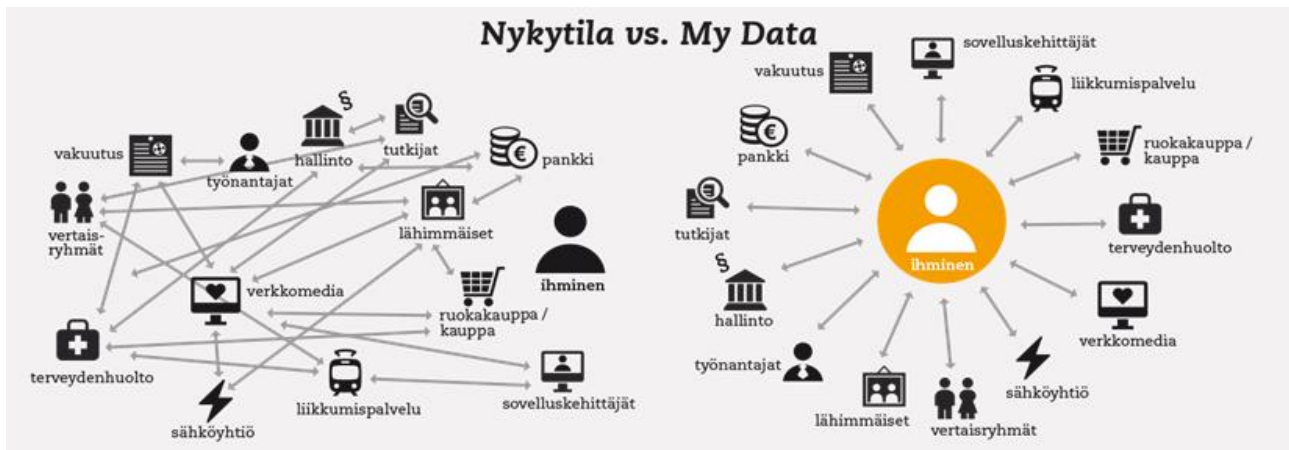 Nykytila vs. My Data
vakuutus
työnantajat
§
hallinto
tutkijat
€
pankki
vertais-
ryhmät
lähimmäiset
ihminen
verkkomedia
ruokakauppa /
kauppa
terveydenhuolto
sähköyhtiö
liikkumispalvelu
sovelluskehittäjät
sovelluskehittäjät
vakuutus
liikkumispalvelu
€
pankki
ruokakauppa /
kauppa
tutkijat
ihminen
terveydenhuolto
§
hallinto
verkkomedia
työnantajat
sähköyhtiö
lähimmäiset
vertaisryhmät